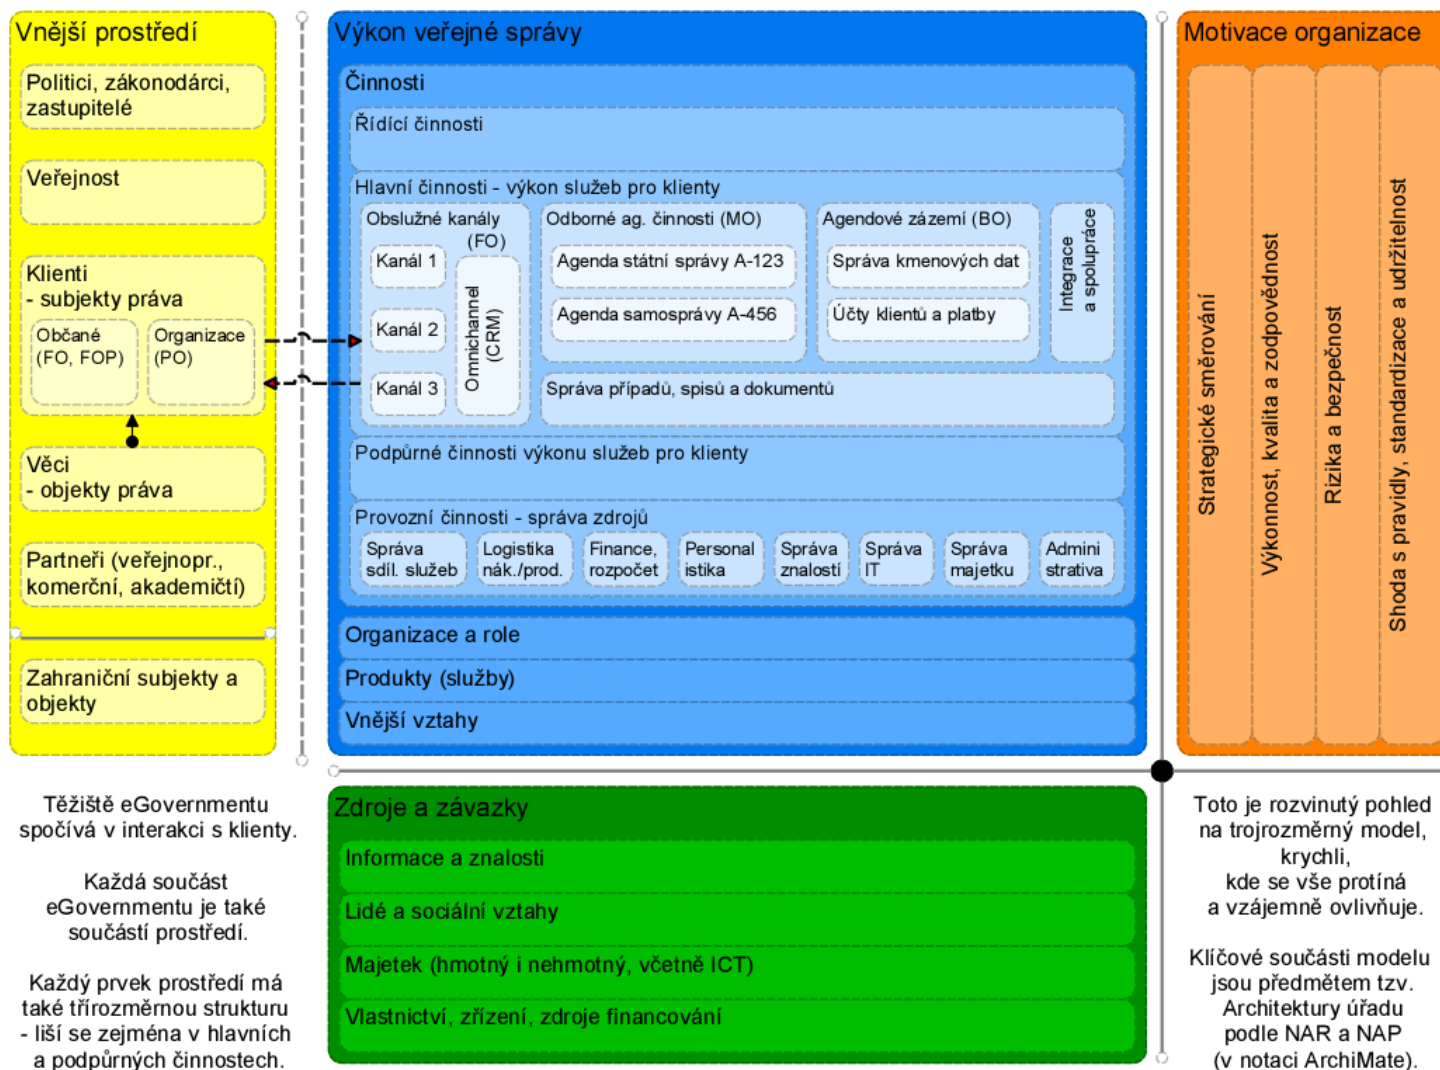 Vnější prostředí
Politici, zákonodárci,
zastupitelé
Veřejnost
Klienti
- subjekty práva
Občané
(FO, FOP)
Organizace
(PO)
Věci
- objekty práva
Partneři (veřejnopr.,
komerční, akademičtí)
Zahraniční subjekty a
objekty
Výkon veřejné správy
Činnosti
Řídící činnosti
Hlavní činnosti - výkon služeb pro klienty
Obslužné kanály
(FO)
Kanál 1
Kanál 2
Kanál 3
Omnichannel
(CRM)
Odborné ag. činnosti (MO)
Agenda státní správy A-123
Agenda samosprávy A-456
Agendové zázemí (BO)
Správa kmenových dat
Účty klientů a platby
Integrace
a spolupráce
Správa případů, spisů a dokumentů
Podpůrné činnosti výkonu služeb pro klienty
Provozní činnosti - správa zdrojů
Správa
sdíl. služeb
Logistika
nák./prod.
Finance,
rozpočet
Personal
istika
Správa
znalostí
Správa
IT
Správa
majetku
Admini
strativa
Organizace a role
Produkty (služby)
Vnější vztahy
Motivace organizace
Strategické směrování
Výkonnost, kvalita a zodpovědnost
Rizika a bezpečnost
Shoda s pravidly, standardizace a udržitelnost
Zdroje a závazky
Informace a znalosti
Lidé a sociální vztahy
Majetek (hmotný i nehmotný, včetně ICT)
Vlastnictví, zřízení, zdroje financování
Těžiště eGovernmentu
spočívá v interakci s klienty.
Každá součást
eGovernmentu je také
součástí prostředí.
Každý prvek prostředí má
také třírozměrnou strukturu
- liší se zejména v hlavních
a podpůrných činnostech.
Toto je rozvinutý pohled
na trojrozměrný model,
krychli,
kde se vše protíná
a vzájemně ovlivňuje.
Klíčové součásti modelu
jsou předmětem tzv.
Architektury úřadu
podle NAR a NAP
(v notaci ArchiMate).